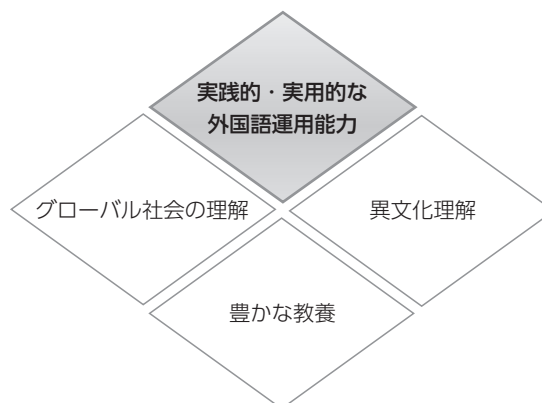 実践的・実用的な
外国語運用能力
グローバル社会の理解
異文化理解
豊かな教養